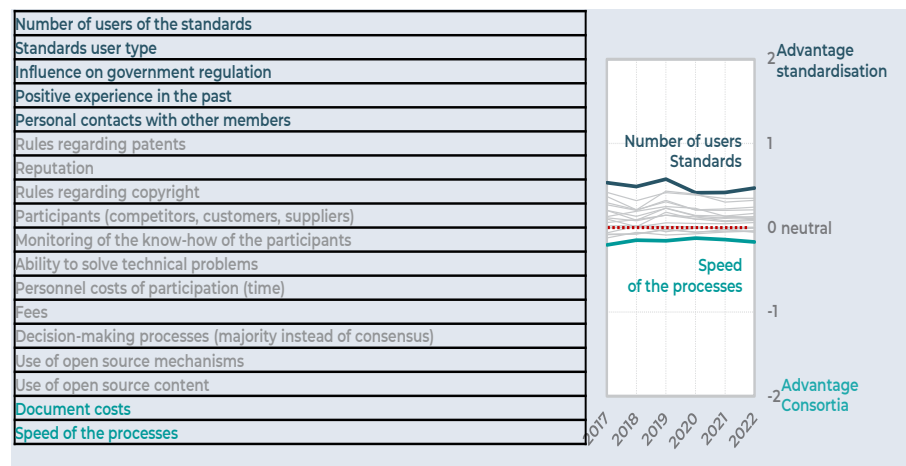 Number of users of the standards
Standards user type
Influence on government regulation
Positive experience in the past
Personal contacts with other members
Rules regarding patents
Reputation
Rules regarding copyright
Participants (competitors, customers, suppliers)
Monitoring of the know-how of the participants
Ability to solve technical problems
Personnel costs of participation (time)
Fees
Decision-making processes (majority instead of consensus)
Use of open source mechanisms
Use of open source content
Document costs
Speed of the processes
2 Advantage
standardisation
1
Number of users
Standards
0 neutral
Speed
of the processes
-1
-2 Advantage
Consortia
2017 2018 2019 2020 2021 2022